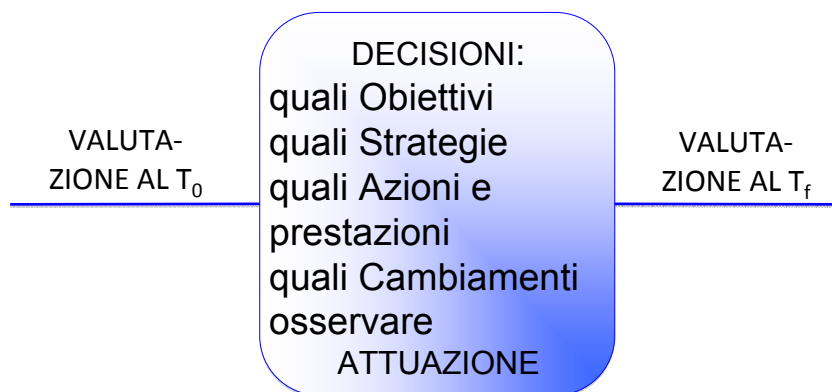 VALUTA-
ZIONE AL T₀
DECISIONI:
quali Obiettivi
quali Strategie
quali Azioni e
prestazioni
quali Cambiamenti
osservare
ATTUAZIONE
VALUTA-
ZIONE AL Tf